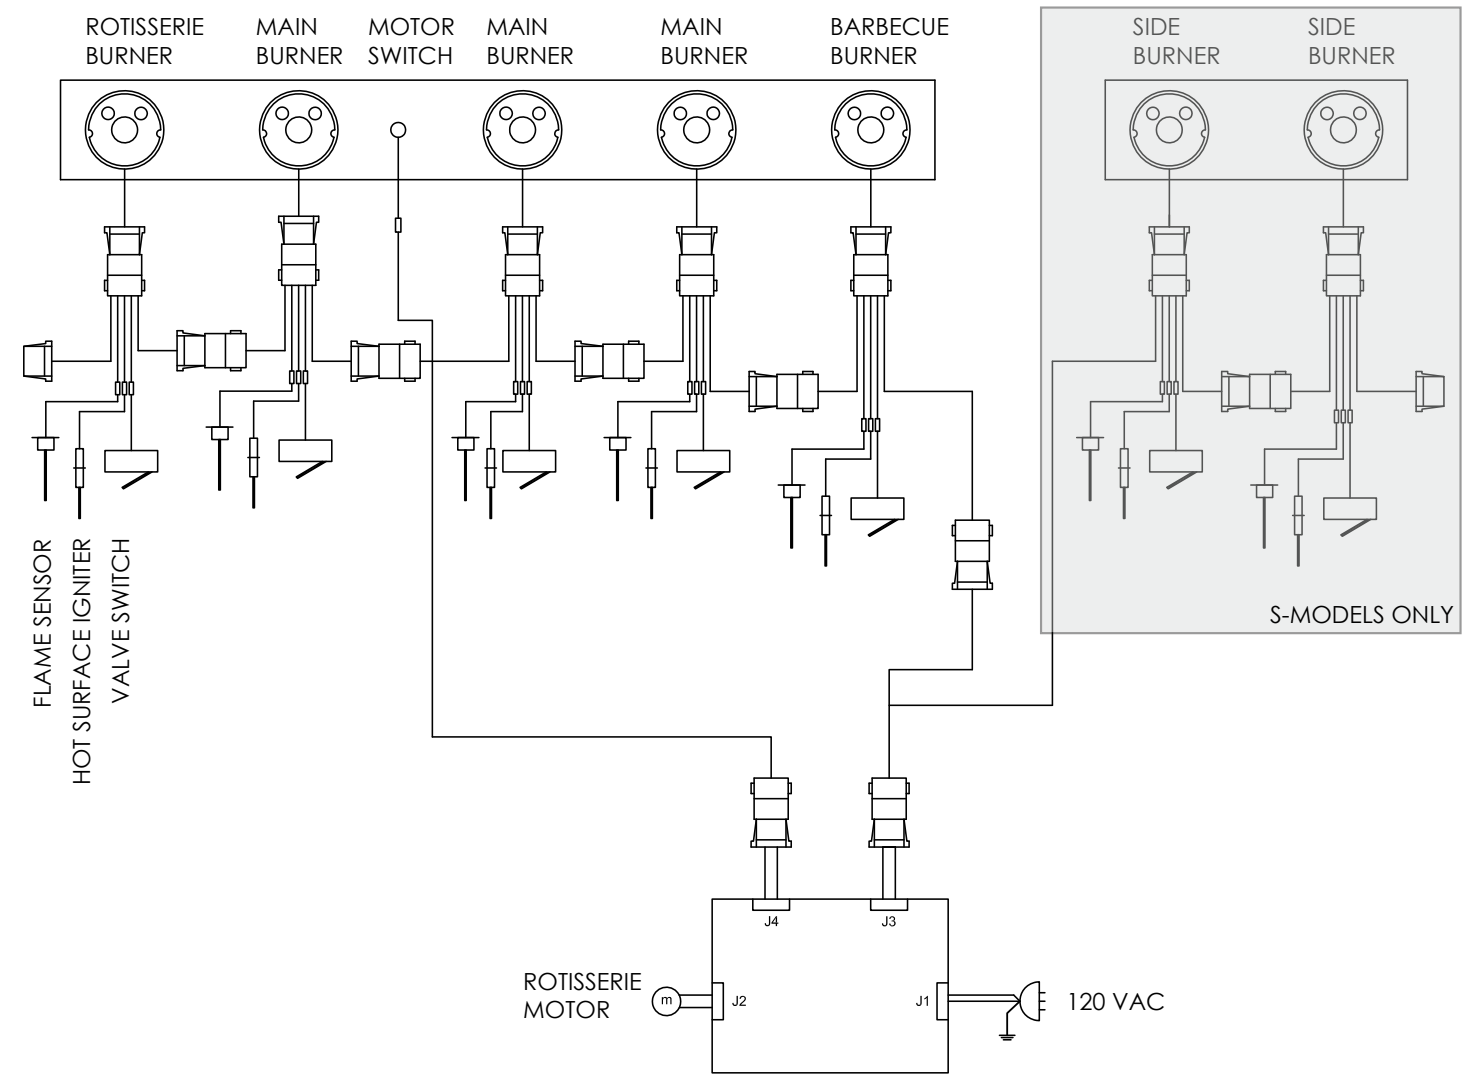 ROTISSERIE
BURNER
MAIN
BURNER
MOTOR
SWITCH
MAIN
BURNER
MAIN
BURNER
BARBECUE
BURNER
SIDE
BURNER
SIDE
BURNER
FLAME SENSOR
HOT SURFACE IGNITER
VALVE SWITCH
S-MODELS ONLY
J4
J3
ROTISSERIE
MOTOR
m
J2
J1
120 VAC